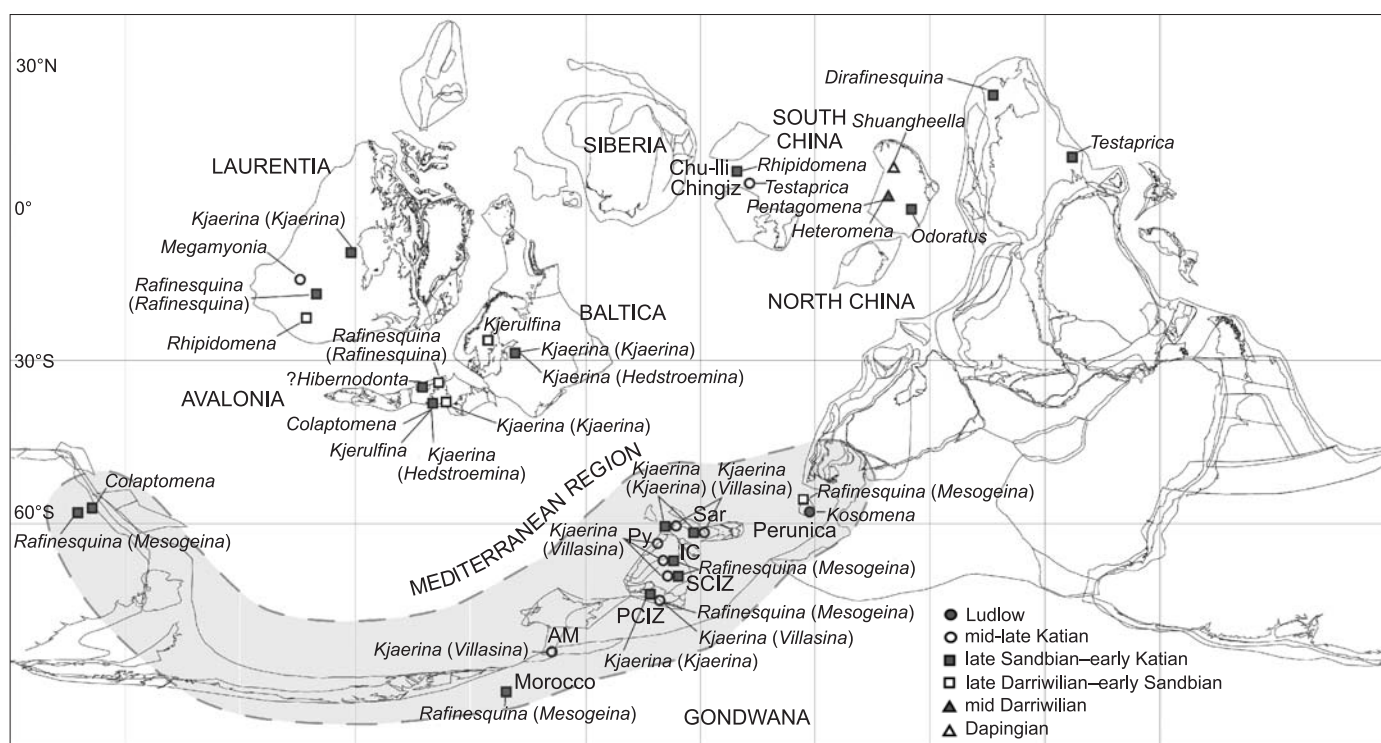 30°N
0°
30°S
60°S
LAURENTIA
Kjaerina (Kjaerina)
Megamyonia
Rafinesquina
(Rafinesquina)
Rhipidomena
SIBERIA
Chu-Ili
Chingiz
Rhipidomena
Testaprica
SOUTH
CHINA
Shuangheella
Pentagomena
Heteromena
Odoratus
NORTH CHINA
Dirafinesquina
Testaprica
BALTICA
Kjerulfina
Kjaerina (Kjaerina)
Kjaerina (Hedstroemina)
Rafinesquina
(Rafinesquina)
?Hibernodonta
AVALONIA
Colaptomena
Kjerulfina
Kjaerina
(Hedstroemina)
Kjaerina (Kjaerina)
MEDITERRANEAN REGION
Colaptomena
Rafinesquina (Mesogeina)
Kjaerina
(Kjaerina)
Kjaerina
(Villasina)
Sar
Perunica
Rafinesquina (Mesogeina)
Kosomena
Kjaerina
(Villasina)
Py
IC
Rafinesquina (Mesogeina)
SCIZ
PCIZ
Rafinesquina (Mesogeina)
Kjaerina (Villasina)
Kjaerina (Kjaerina)
AM
Kjaerina (Villasina)
Morocco
Rafinesquina (Mesogeina)
GONDWANA
Ludlow
mid-late Katian
late Sandbian–early Katian
late Darriwilian–early Sandbian
mid Darriwilian
Dapingian